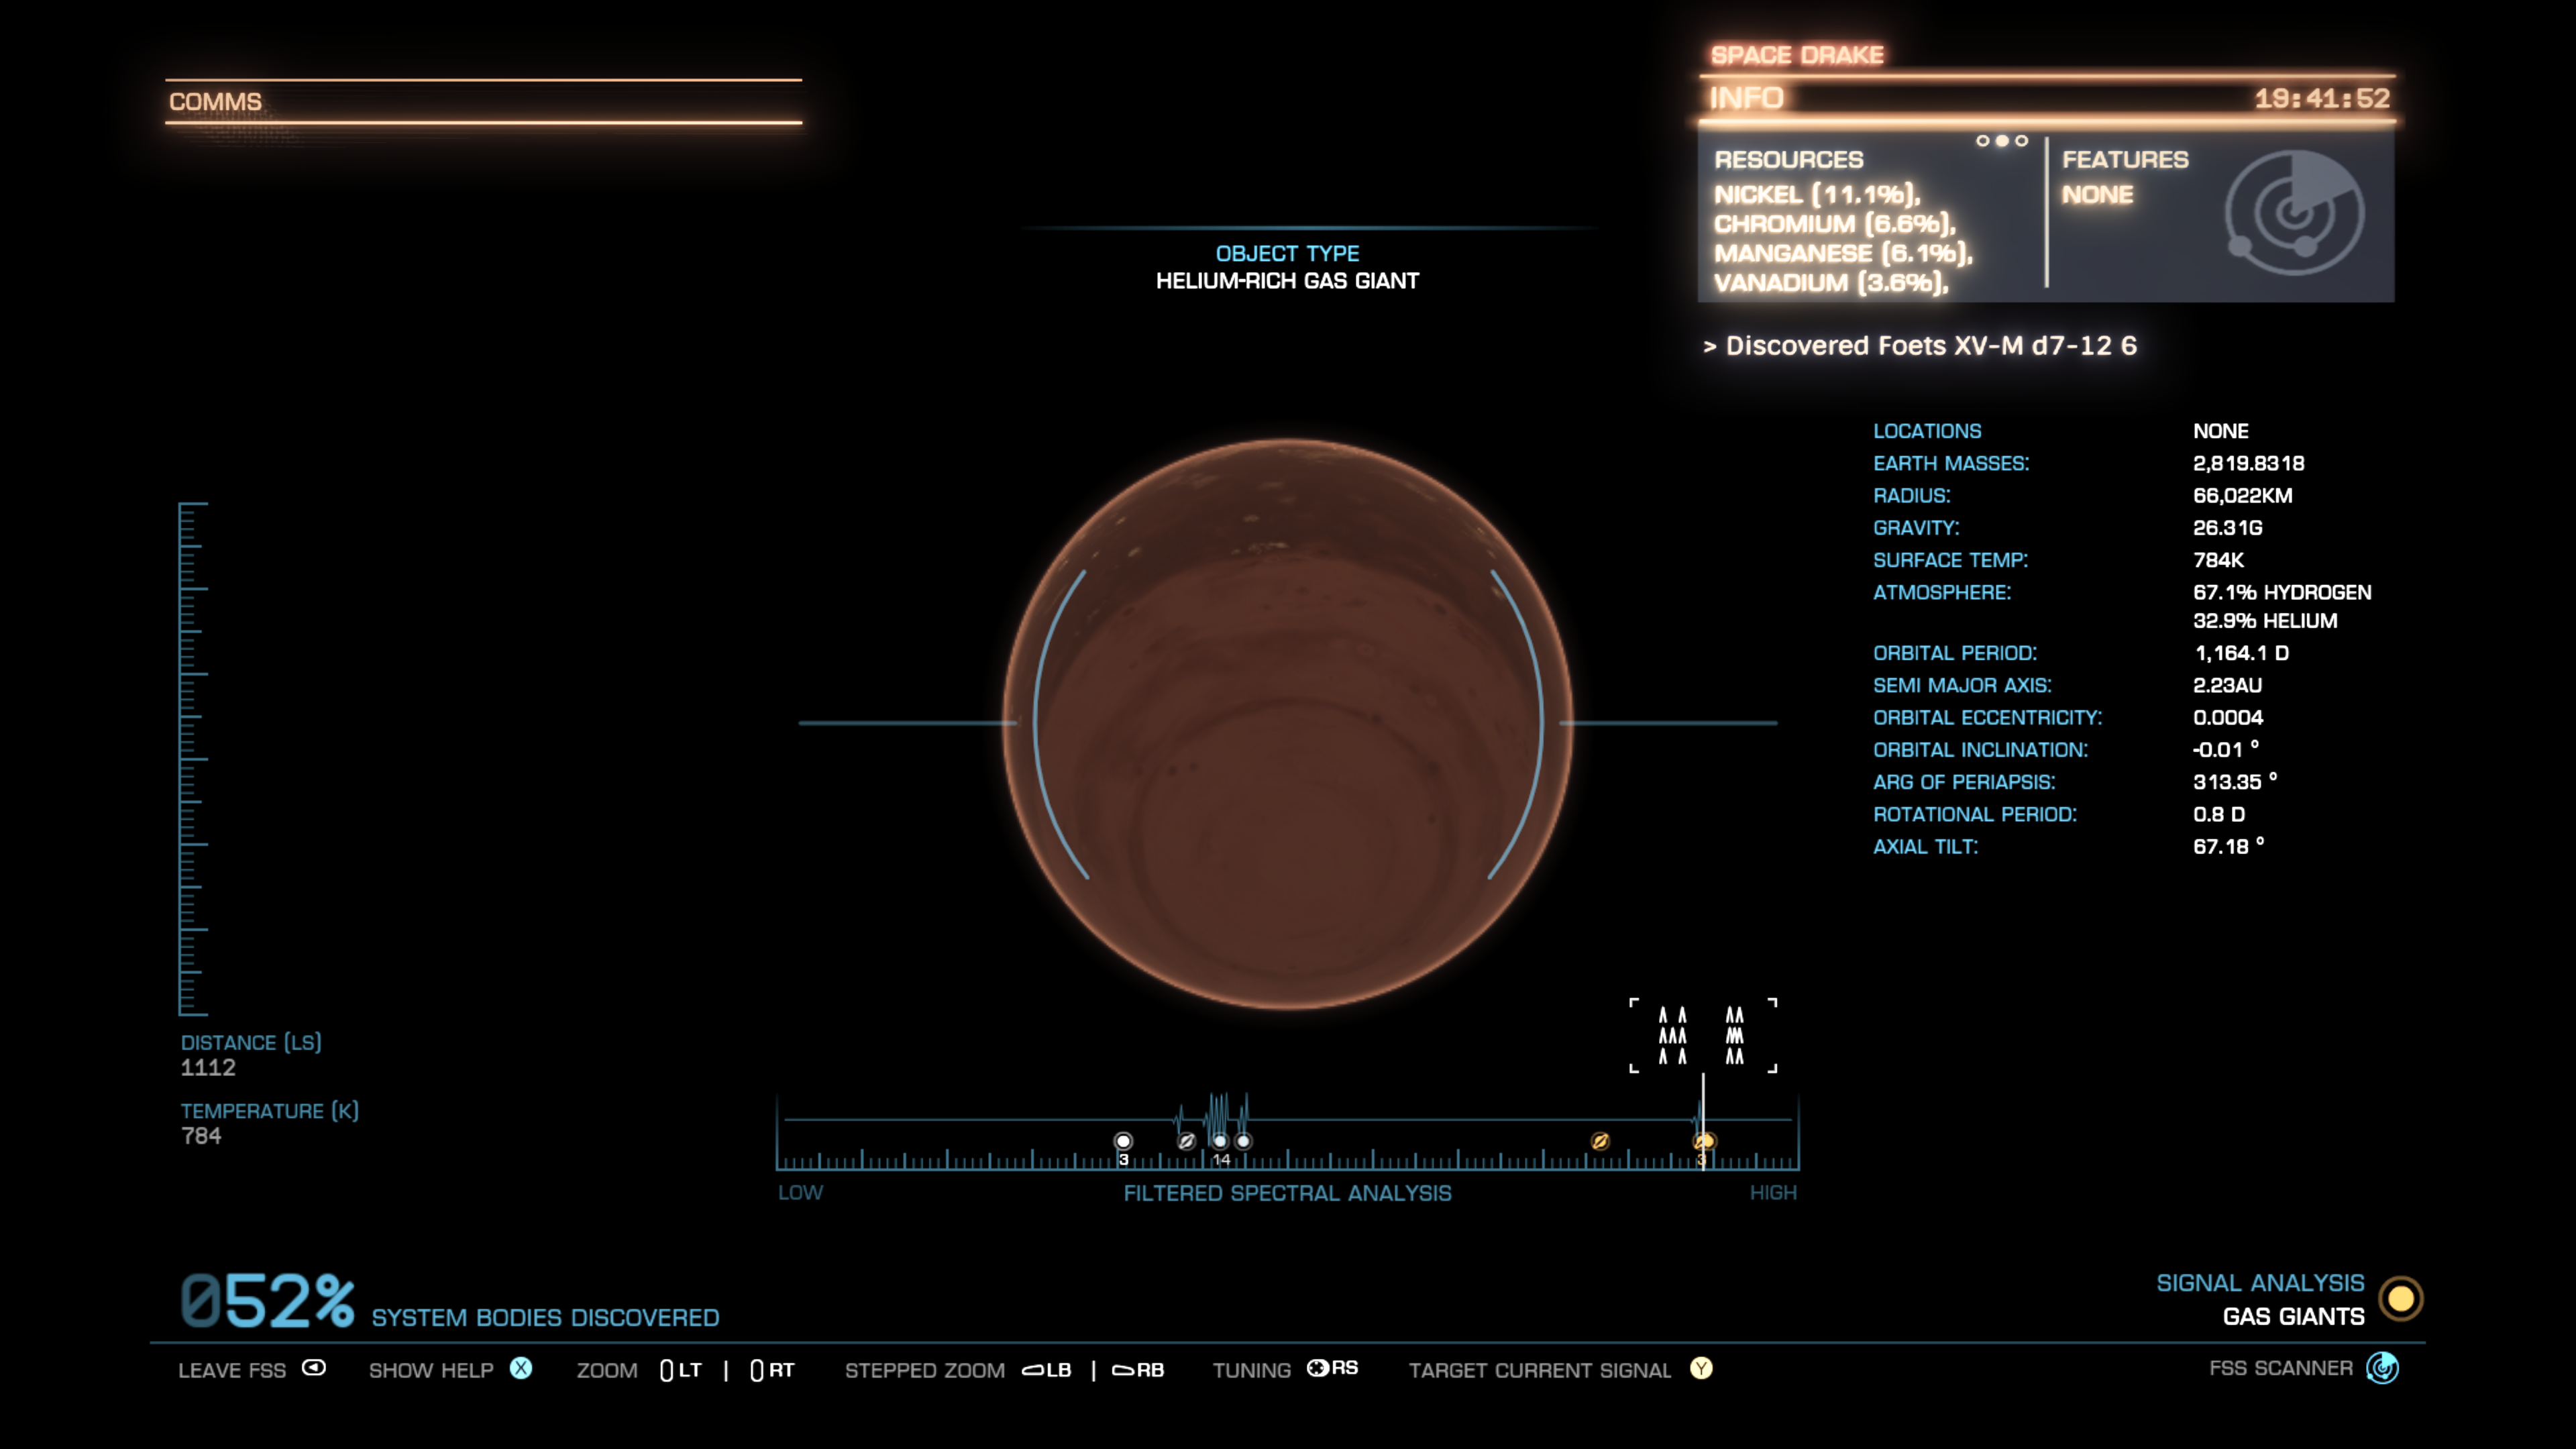 COMMS
SPACE DRAKE
INFO 19:41:52
RESOURCES
NICKEL (11.1%),
CHROMIUM (6.6%),
MANGANESE (6.1%),
VANADIUM (3.6%),
FEATURES
NONE
> Discovered Foets XV-M d7-12 6
OBJECT TYPE
HELIUM-RICH GAS GIANT
LOCATIONS NONE
EARTH MASSES: 2,819.8318
RADIUS: 66,022KM
GRAVITY: 26.31G
SURFACE TEMP: 784K
ATMOSPHERE: 67.1% HYDROGEN
32.9% HELIUM
ORBITAL PERIOD: 1,164.1 D
SEMI MAJOR AXIS: 2.23AU
ORBITAL ECCENTRICITY: 0.0004
ORBITAL INCLINATION: -0.01 °
ARG OF PERIAPSIS: 313.35 °
ROTATIONAL PERIOD: 0.8 D
AXIAL TILT: 67.18 °
DISTANCE (LS)
1112
TEMPERATURE (K)
784
3 14 3
LOW FILTERED SPECTRAL ANALYSIS HIGH
052% SYSTEM BODIES DISCOVERED
SIGNAL ANALYSIS
GAS GIANTS
LEAVE FSS SHOW HELP X ZOOM LT | RT STEPPED ZOOM LB | RB TUNING RS TARGET CURRENT SIGNAL Y FSS SCANNER